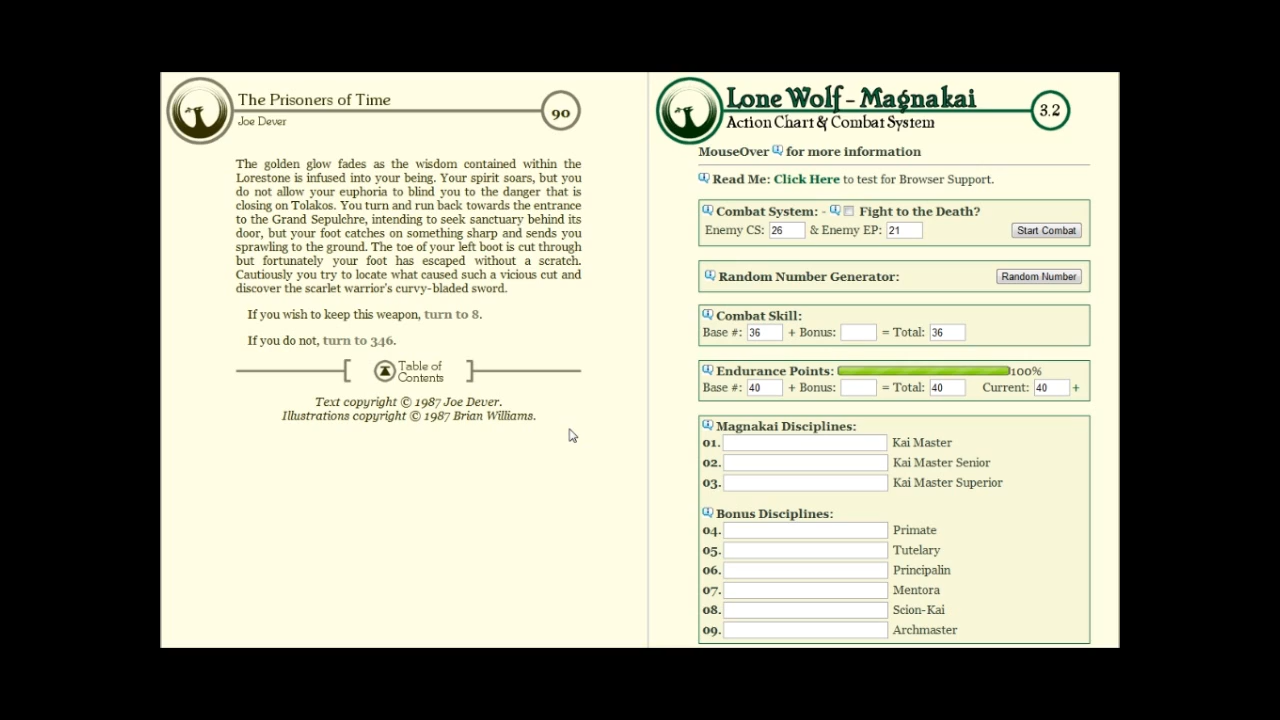 The Prisoners of Time
Joe Dever
90
The golden glow fades as the wisdom contained within the
Lorestone is infused into your being. Your spirit soars, but you
do not allow your euphoria to blind you to the danger that is
closing on Tolakos. You turn and run back towards the entrance
to the Grand Sepulchre, intending to seek sanctuary behind its
door, but your foot catches on something sharp and sends you
sprawling to the ground. The toe of your left boot is cut through
but fortunately your foot has escaped without a scratch.
Cautiously you try to locate what caused such a vicious cut and
discover the scarlet warrior's curvy-bladed sword.
If you wish to keep this weapon, turn to 8.
If you do not, turn to 346.
Table of
Contents
Text copyright © 1987 Joe Dever.
Illustrations copyright © 1987 Brian Williams.
Lone Wolf - Magnakai
Action Chart & Combat System
3.2
MouseOver for more information
Read Me: Click Here to test for Browser Support.
Combat System: - Fight to the Death?
Enemy CS: 26 & Enemy EP: 21 Start Combat
Random Number Generator: Random Number
Combat Skill:
Base #: 36 + Bonus: = Total: 36
Endurance Points: 100%
Base #: 40 + Bonus: = Total: 40 Current: 40 +
Magnakai Disciplines:
01. Kai Master
02. Kai Master Senior
03. Kai Master Superior
Bonus Disciplines:
04. Primate
05. Tutelary
06. Principalin
07. Mentora
08. Scion-Kai
09. Archmaster